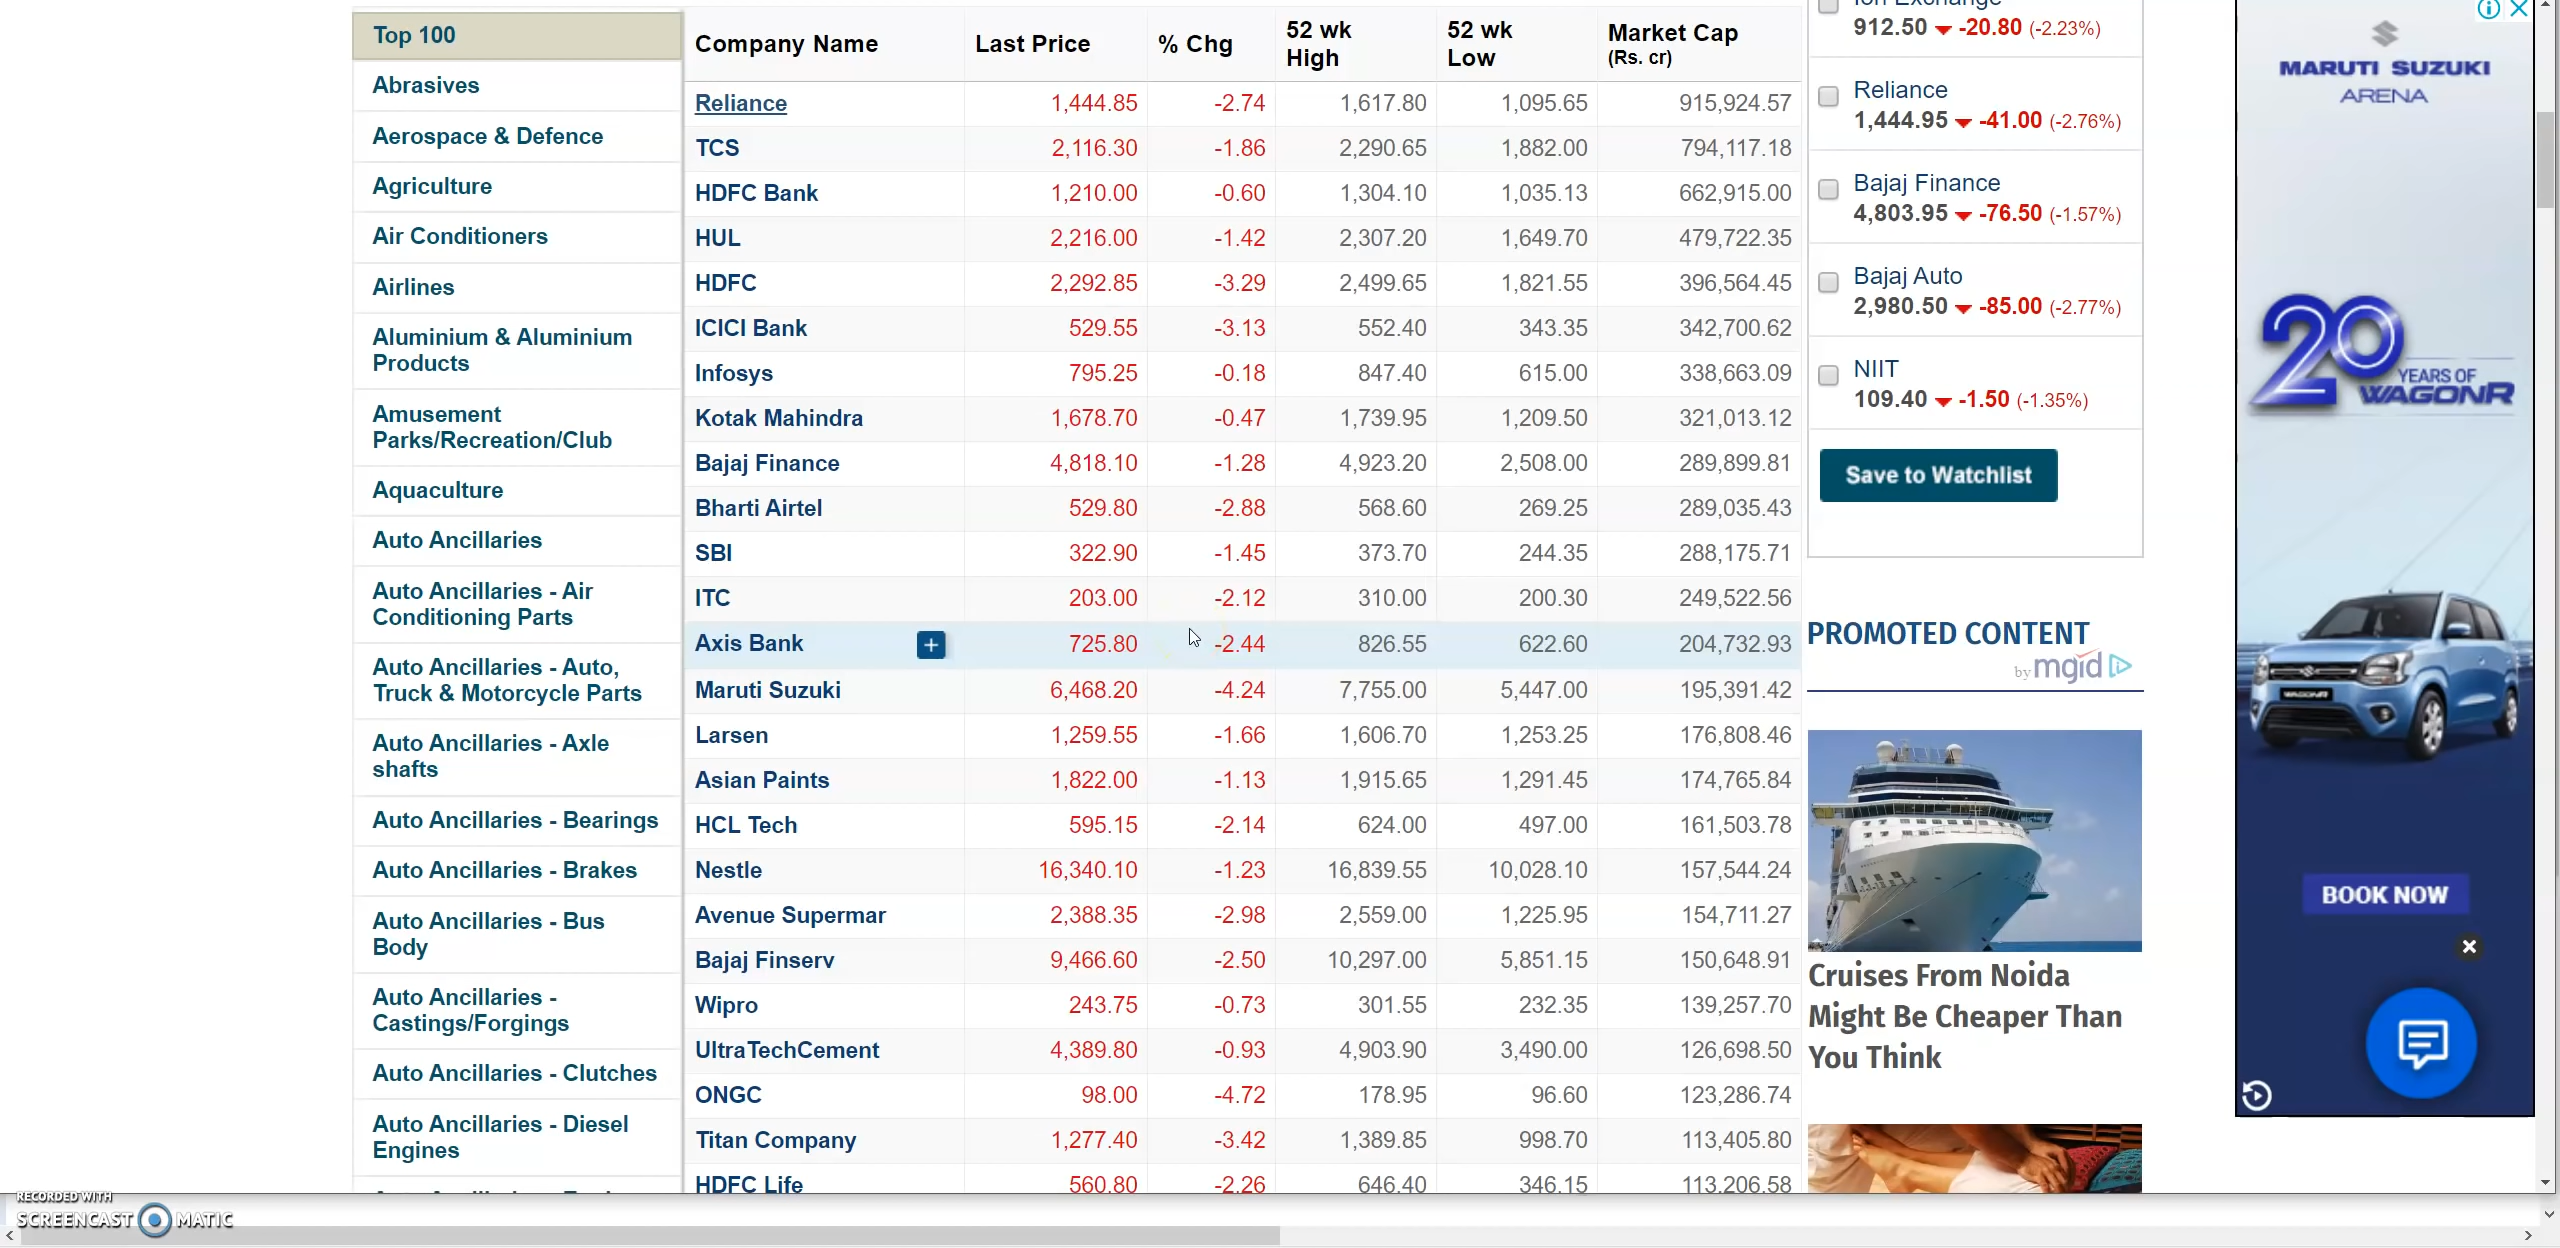 Top 100
Abrasives
Aerospace & Defence
Agriculture
Air Conditioners
Airlines
Aluminium & Aluminium
Products
Amusement
Parks/Recreation/Club
Aquaculture
Auto Ancillaries
Auto Ancillaries - Air
Conditioning Parts
Auto Ancillaries - Auto,
Truck & Motorcycle Parts
Auto Ancillaries - Axle
shafts
Auto Ancillaries - Bearings
Auto Ancillaries - Brakes
Auto Ancillaries - Bus
Body
Auto Ancillaries -
Castings/Forgings
Auto Ancillaries - Clutches
Auto Ancillaries - Diesel
Engines
Company Name Last Price % Chg 52 wk High 52 wk Low Market Cap (Rs. cr)
Reliance 1,444.85 -2.74 1,617.80 1,095.65 915,924.57
TCS 2,116.30 -1.86 2,290.65 1,882.00 794,117.18
HDFC Bank 1,210.00 -0.60 1,304.10 1,035.13 662,915.00
HUL 2,216.00 -1.42 2,307.20 1,649.70 479,722.35
HDFC 2,292.85 -3.29 2,499.65 1,821.55 396,564.45
ICICI Bank 529.55 -3.13 552.40 343.35 342,700.62
Infosys 795.25 -0.18 847.40 615.00 338,663.09
Kotak Mahindra 1,678.70 -0.47 1,739.95 1,209.50 321,013.12
Bajaj Finance 4,818.10 -1.28 4,923.20 2,508.00 289,899.81
Bharti Airtel 529.80 -2.88 568.60 269.25 289,035.43
SBI 322.90 -1.45 373.70 244.35 288,175.71
ITC 203.00 -2.12 310.00 200.30 249,522.56
Axis Bank + 725.80 -2.44 826.55 622.60 204,732.93
Maruti Suzuki 6,468.20 -4.24 7,755.00 5,447.00 195,391.42
Larsen 1,259.55 -1.66 1,606.70 1,253.25 176,808.46
Asian Paints 1,822.00 -1.13 1,915.65 1,291.45 174,765.84
HCL Tech 595.15 -2.14 624.00 497.00 161,503.78
Nestle 16,340.10 -1.23 16,839.55 10,028.10 157,544.24
Avenue Supermar 2,388.35 -2.98 2,559.00 1,225.95 154,711.27
Bajaj Finserv 9,466.60 -2.50 10,297.00 5,851.15 150,648.91
Wipro 243.75 -0.73 301.55 232.35 139,257.70
UltraTechCement 4,389.80 -0.93 4,903.90 3,490.00 126,698.50
ONGC 98.00 -4.72 178.95 96.60 123,286.74
Titan Company 1,277.40 -3.42 1,389.85 998.70 113,405.80
HDFC Life 560.80 -2.26 646.40 346.15 113,206.58
Ion Exchange
912.50 -20.80 (-2.23%)
Reliance
1,444.95 -41.00 (-2.76%)
Bajaj Finance
4,803.95 -76.50 (-1.57%)
Bajaj Auto
2,980.50 -85.00 (-2.77%)
NIIT
109.40 -1.50 (-1.35%)
Save to Watchlist
PROMOTED CONTENT
by mgid
Cruises From Noida
Might Be Cheaper Than
You Think
MARUTI SUZUKI
ARENA
20 YEARS OF
WAGONR
WAGONR
BOOK NOW
RECORDED WITH
SCREENCAST MATIC